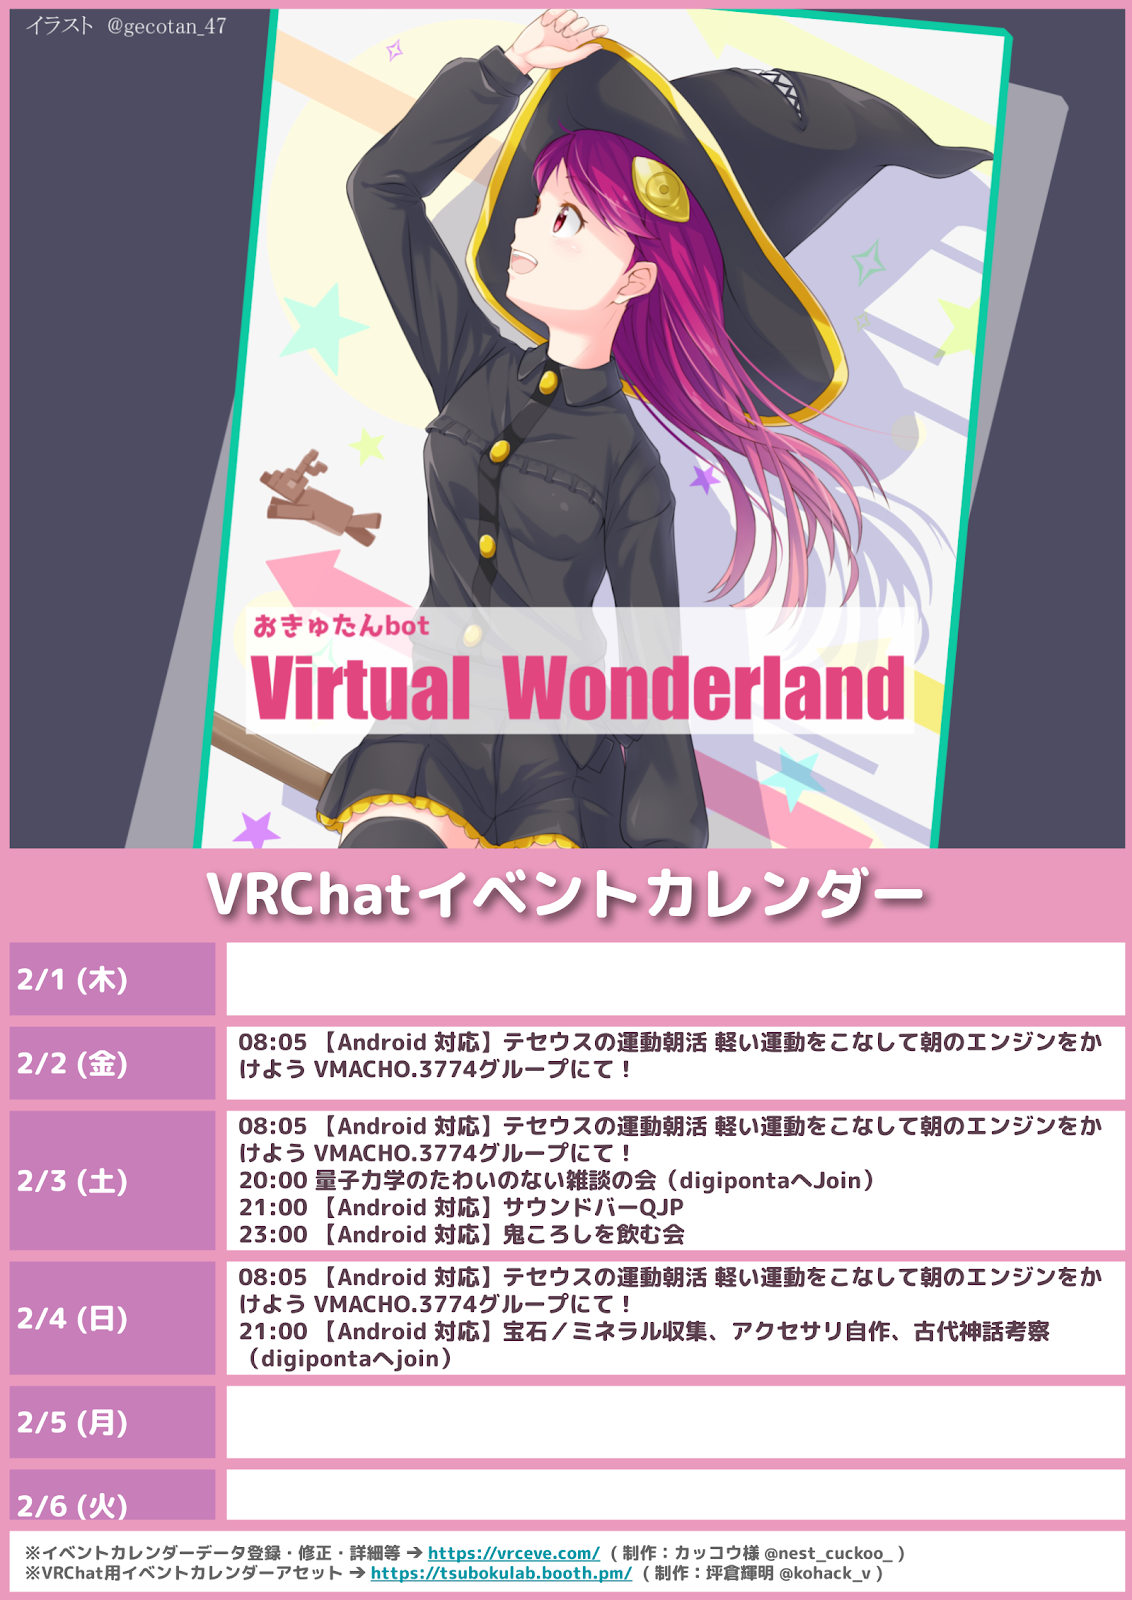 イラスト @gecotan_47
おきゅたんbot
Virtual Wonderland
VRChatイベントカレンダー
2/1 (木)
2/2 (金)
08:05 【Android 対応】テセウスの運動朝活 軽い運動をこなして朝のエンジンをか
けよう VMACHO.3774グループにて！
2/3 (土)
08:05 【Android 対応】テセウスの運動朝活 軽い運動をこなして朝のエンジンをか
けよう VMACHO.3774グループにて！
20:00 量子力学のたわいのない雑談の会（digipontaへJoin）
21:00 【Android 対応】サウンドバーQJP
23:00 【Android 対応】鬼ころしを飲む会
2/4 (日)
08:05 【Android 対応】テセウスの運動朝活 軽い運動をこなして朝のエンジンをか
けよう VMACHO.3774グループにて！
21:00 【Android 対応】宝石／ミネラル収集、アクセサリ自作、古代神話考察
（digipontaへjoin）
2/5 (月)
2/6 (火)
※イベントカレンダーデータ登録・修正・詳細等 ➔ https://vrceve.com/ ( 制作：カッコウ様 @nest_cuckoo_ )
※VRChat用イベントカレンダーアセット ➔ https://tsubokulab.booth.pm/ ( 制作：坪倉輝明 @kohack_v )